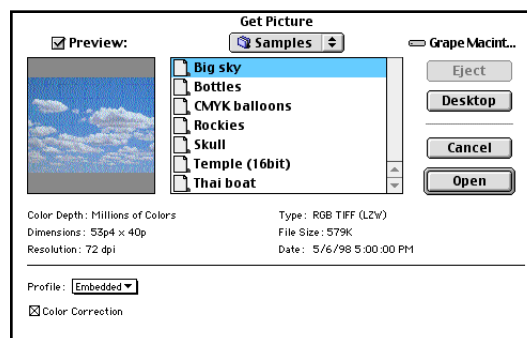 Get Picture
Preview:
Samples
Grape Macint...
Big sky
Bottles
CMYK balloons
Rockies
Skull
Temple (16bit)
Thai boat
Eject
Desktop
Cancel
Open
Color Depth: Millions of Colors
Dimensions: 53p4 × 40p
Resolution: 72 dpi
Type: RGB TIFF (LZW)
File Size: 579K
Date: 5/6/98 5:00:00 PM
Profile: Embedded
Color Correction